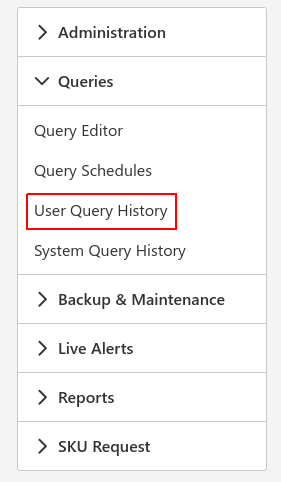 Administration
Queries
Query Editor
Query Schedules
User Query History
System Query History
Backup & Maintenance
Live Alerts
Reports
SKU Request